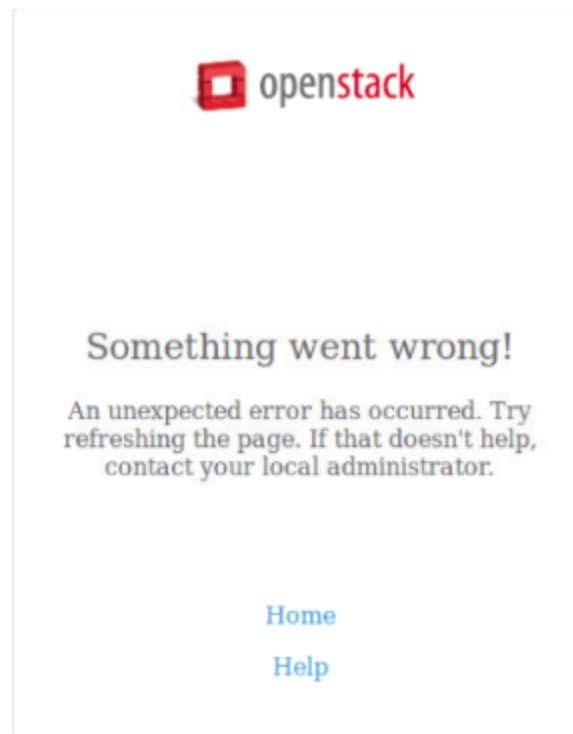 openstack
Something went wrong!
An unexpected error has occurred. Try
refreshing the page. If that doesn't help,
contact your local administrator.
Home
Help